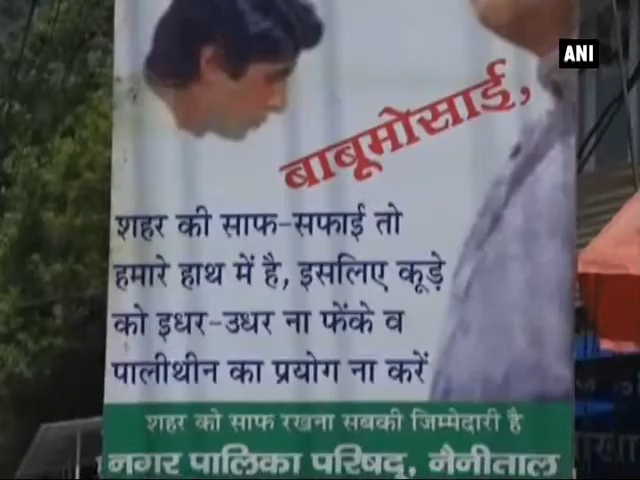 ANI
बाबूमोसाई,
शहर की साफ-सफाई तो
हमारे हाथ में है, इसलिए कूड़े
को इधर-उधर ना फेंके व
पालीथीन का प्रयोग ना करें
शहर को साफ रखना सबकी जिम्मेदारी है
नगर पालिका परिषद्, नैनीताल